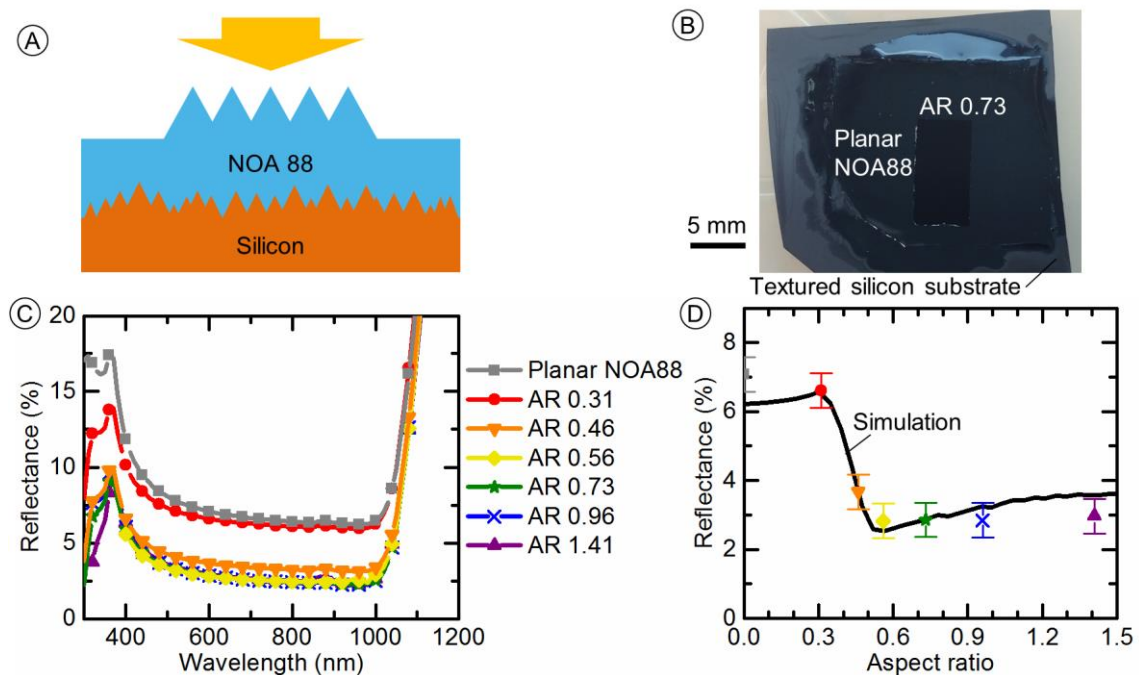 A
NOA 88
Silicon
B
AR 0.73
Planar
NOA88
5 mm
Textured silicon substrate
C
20
15
10
5
0
Reflectance (%)
400
600
800
1000
1200
Wavelength (nm)
Planar NOA88
AR 0.31
AR 0.46
AR 0.56
AR 0.73
AR 0.96
AR 1.41
D
8
6
4
2
0
Reflectance (%)
Simulation
0.0
0.3
0.6
0.9
1.2
1.5
Aspect ratio